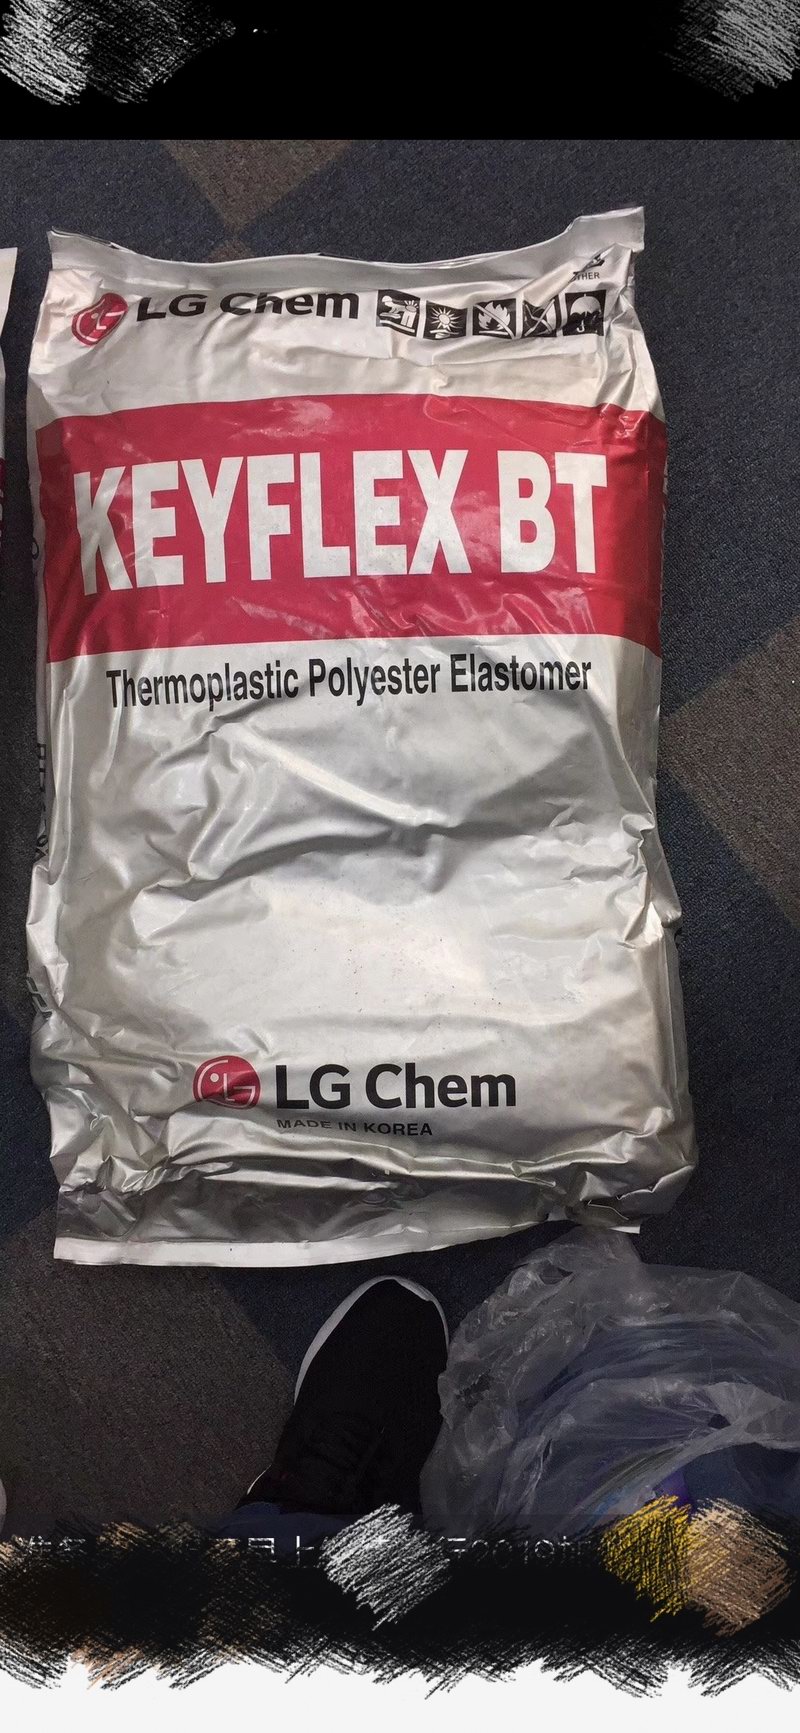 LG Chem
KEYFLEX BT
Thermoplastic Polyester Elastomer
LG Chem
MADE IN KOREA